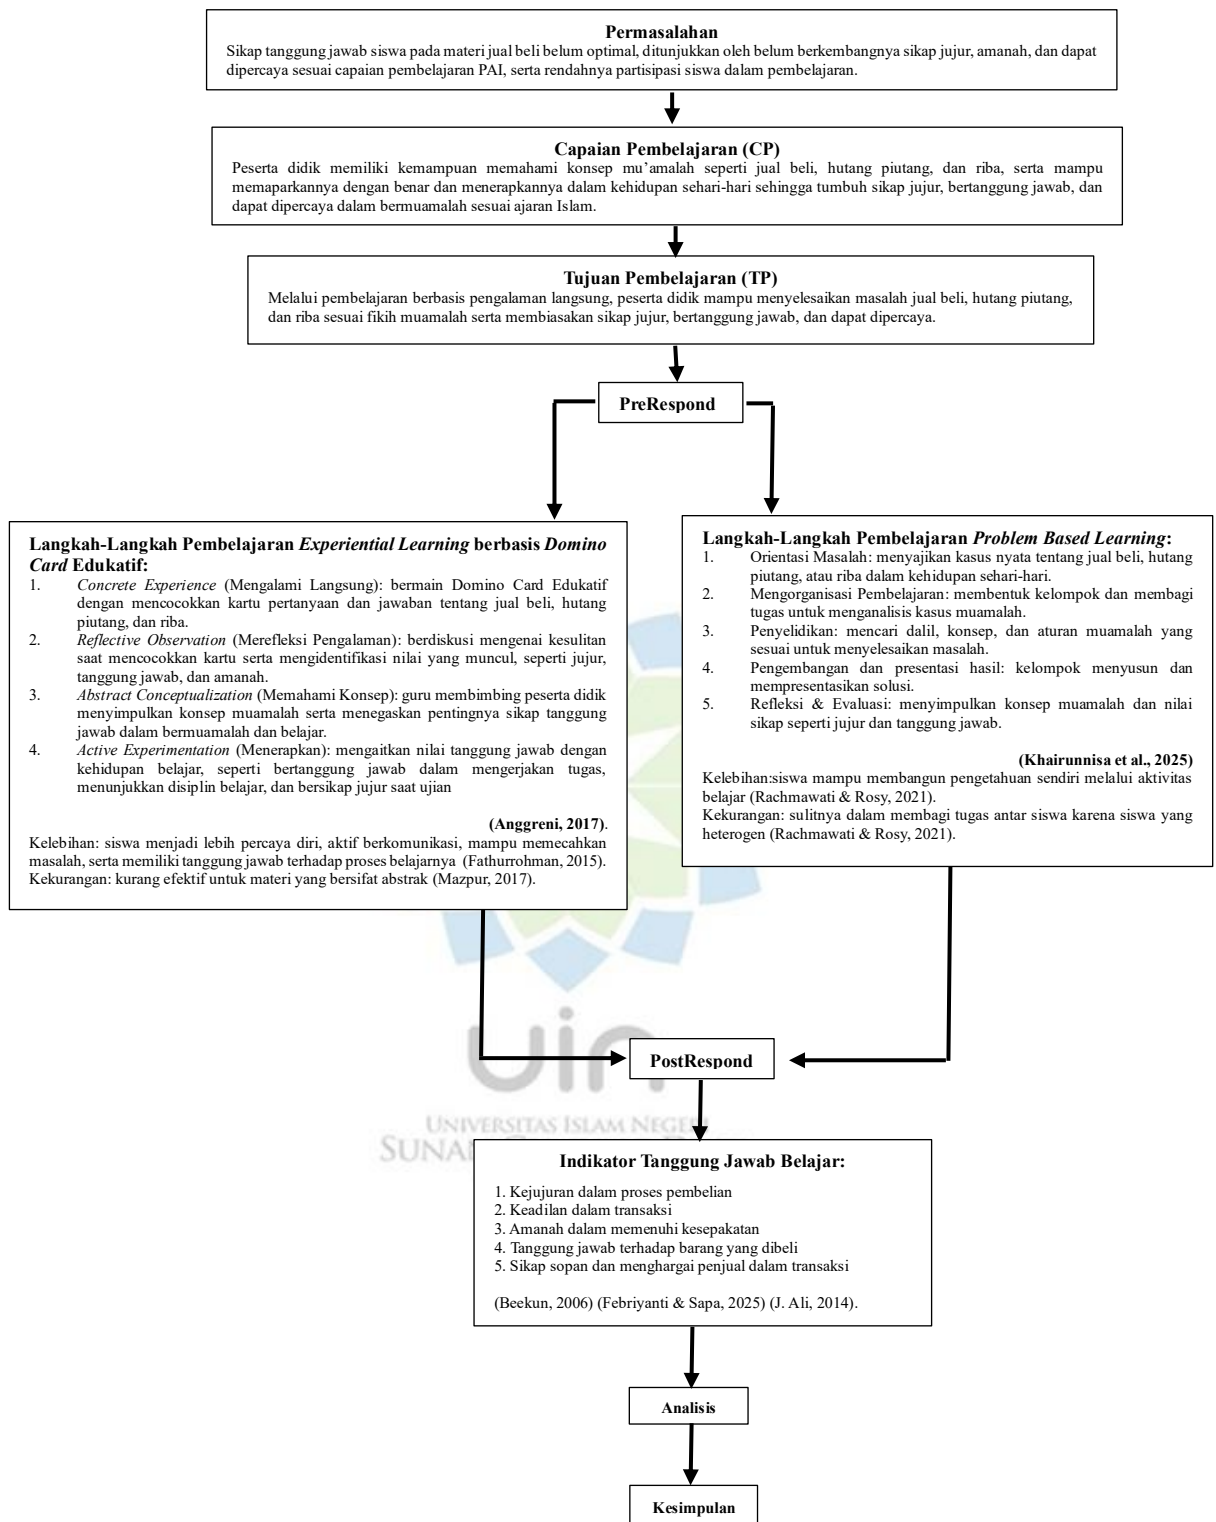 Permasalahan
Sikap tanggung jawab siswa pada materi jual beli belum optimal, ditunjukkan oleh belum berkembangnya sikap jujur, amanah, dan dapat
dipercaya sesuai capaian pembelajaran PAI, serta rendahnya partisipasi siswa dalam pembelajaran.
Capaian Pembelajaran (CP)
Peserta didik memiliki kemampuan memahami konsep mu’amalah seperti jual beli, hutang piutang, dan riba, serta mampu
memaparkannya dengan benar dan menerapkannya dalam kehidupan sehari-hari sehingga tumbuh sikap jujur, bertanggung jawab, dan
dapat dipercaya dalam bermuamalah sesuai ajaran Islam.
Tujuan Pembelajaran (TP)
Melalui pembelajaran berbasis pengalaman langsung, peserta didik mampu menyelesaikan masalah jual beli, hutang piutang,
dan riba sesuai fikih muamalah serta membiasakan sikap jujur, bertanggung jawab, dan dapat dipercaya.
PreRespond
Langkah-Langkah Pembelajaran Experiential Learning berbasis Domino
Card Edukatif:
1. Concrete Experience (Mengalami Langsung): bermain Domino Card Edukatif
dengan mencocokkan kartu pertanyaan dan jawaban tentang jual beli, hutang
piutang, dan riba.
2. Reflective Observation (Merefleksi Pengalaman): berdiskusi mengenai kesulitan
saat mencocokkan kartu serta mengidentifikasi nilai yang muncul, seperti jujur,
tanggung jawab, dan amanah.
3. Abstract Conceptualization (Memahami Konsep): guru membimbing peserta didik
menyimpulkan konsep muamalah serta menegaskan pentingnya sikap tanggung
jawab dalam bermuamalah dan belajar.
4. Active Experimentation (Menerapkan): mengaitkan nilai tanggung jawab dengan
kehidupan belajar, seperti bertanggung jawab dalam mengerjakan tugas,
menunjukkan disiplin belajar, dan bersikap jujur saat ujian
(Anggreni, 2017).
Kelebihan: siswa menjadi lebih percaya diri, aktif berkomunikasi, mampu memecahkan
masalah, serta memiliki tanggung jawab terhadap proses belajarnya (Fathurrohman, 2015).
Kekurangan: kurang efektif untuk materi yang bersifat abstrak (Mazpur, 2017).
Langkah-Langkah Pembelajaran Problem Based Learning:
1. Orientasi Masalah: menyajikan kasus nyata tentang jual beli, hutang
piutang, atau riba dalam kehidupan sehari-hari.
2. Mengorganisasi Pembelajaran: membentuk kelompok dan membagi
tugas untuk menganalisis kasus muamalah.
3. Penyelidikan: mencari dalil, konsep, dan aturan muamalah yang
sesuai untuk menyelesaikan masalah.
4. Pengembangan dan presentasi hasil: kelompok menyusun dan
mempresentasikan solusi.
5. Refleksi & Evaluasi: menyimpulkan konsep muamalah dan nilai
sikap seperti jujur dan tanggung jawab.
(Khairunnisa et al., 2025)
Kelebihan:siswa mampu membangun pengetahuan sendiri melalui aktivitas
belajar (Rachmawati & Rosy, 2021).
Kekurangan: sulitnya dalam membagi tugas antar siswa karena siswa yang
heterogen (Rachmawati & Rosy, 2021).
uin
PostRespond
UNIVERSITAS ISLAM NEGERI
Indikator Tanggung Jawab Belajar:
1. Kejujuran dalam proses pembelian
2. Keadilan dalam transaksi
3. Amanah dalam memenuhi kesepakatan
4. Tanggung jawab terhadap barang yang dibeli
5. Sikap sopan dan menghargai penjual dalam transaksi
(Beekun, 2006) (Febriyanti & Sapa, 2025) (J. Ali, 2014).
Analisis
Kesimpulan